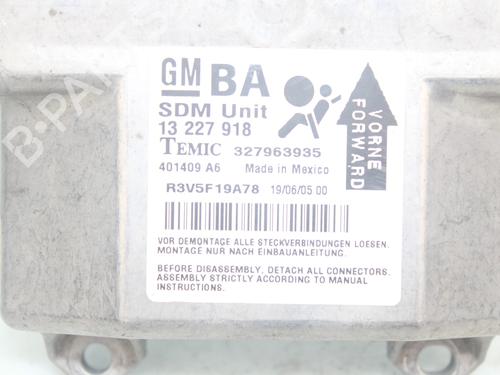 GM BA
SDM Unit
13 227 918
TEMIC 327963935
401409 A6 Made in Mexico
R3V5F19A78 19/06/05 00
VORNE
FORWARD
VOR DEMONTAGE ALLE STECKVERBINDUNGEN LOESEN.
MONTAGE NUR NACH EINBAUANLEITUNG.
BEFORE DISASSEMBLY, DETACH ALL CONNECTORS.
ASSEMBLY STRICTLY ACCORDING TO MANUAL
INSTRUCTIONS.
B-PARTS